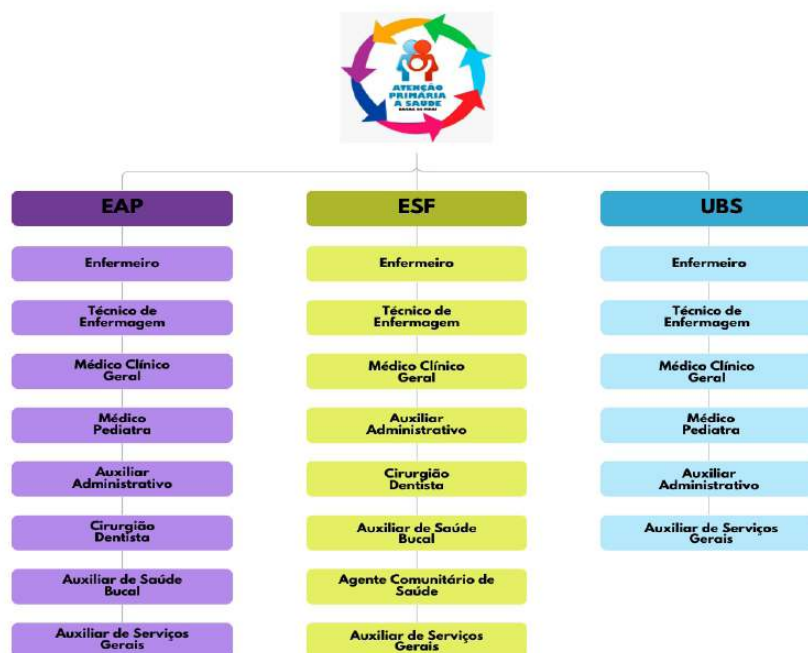 ATENÇÃO
PRIMÁRIA
A SAÚDE
EAP
Enfermeiro
Técnico de
Enfermagem
Médico Clínico
Geral
Médico
Pediatra
Auxiliar
Administrativo
Cirurgião
Dentista
Auxiliar de Saúde
Bucal
Auxiliar de Serviços
Gerais
ESF
Enfermeiro
Técnico de
Enfermagem
Médico Clínico
Geral
Auxiliar
Administrativo
Cirurgião
Dentista
Auxiliar de Saúde
Bucal
Agente Comunitário de
Saúde
Auxiliar de Serviços
Gerais
UBS
Enfermeiro
Técnico de
Enfermagem
Médico Clínico
Geral
Médico
Pediatra
Auxiliar
Administrativo
Auxiliar de Serviços
Gerais